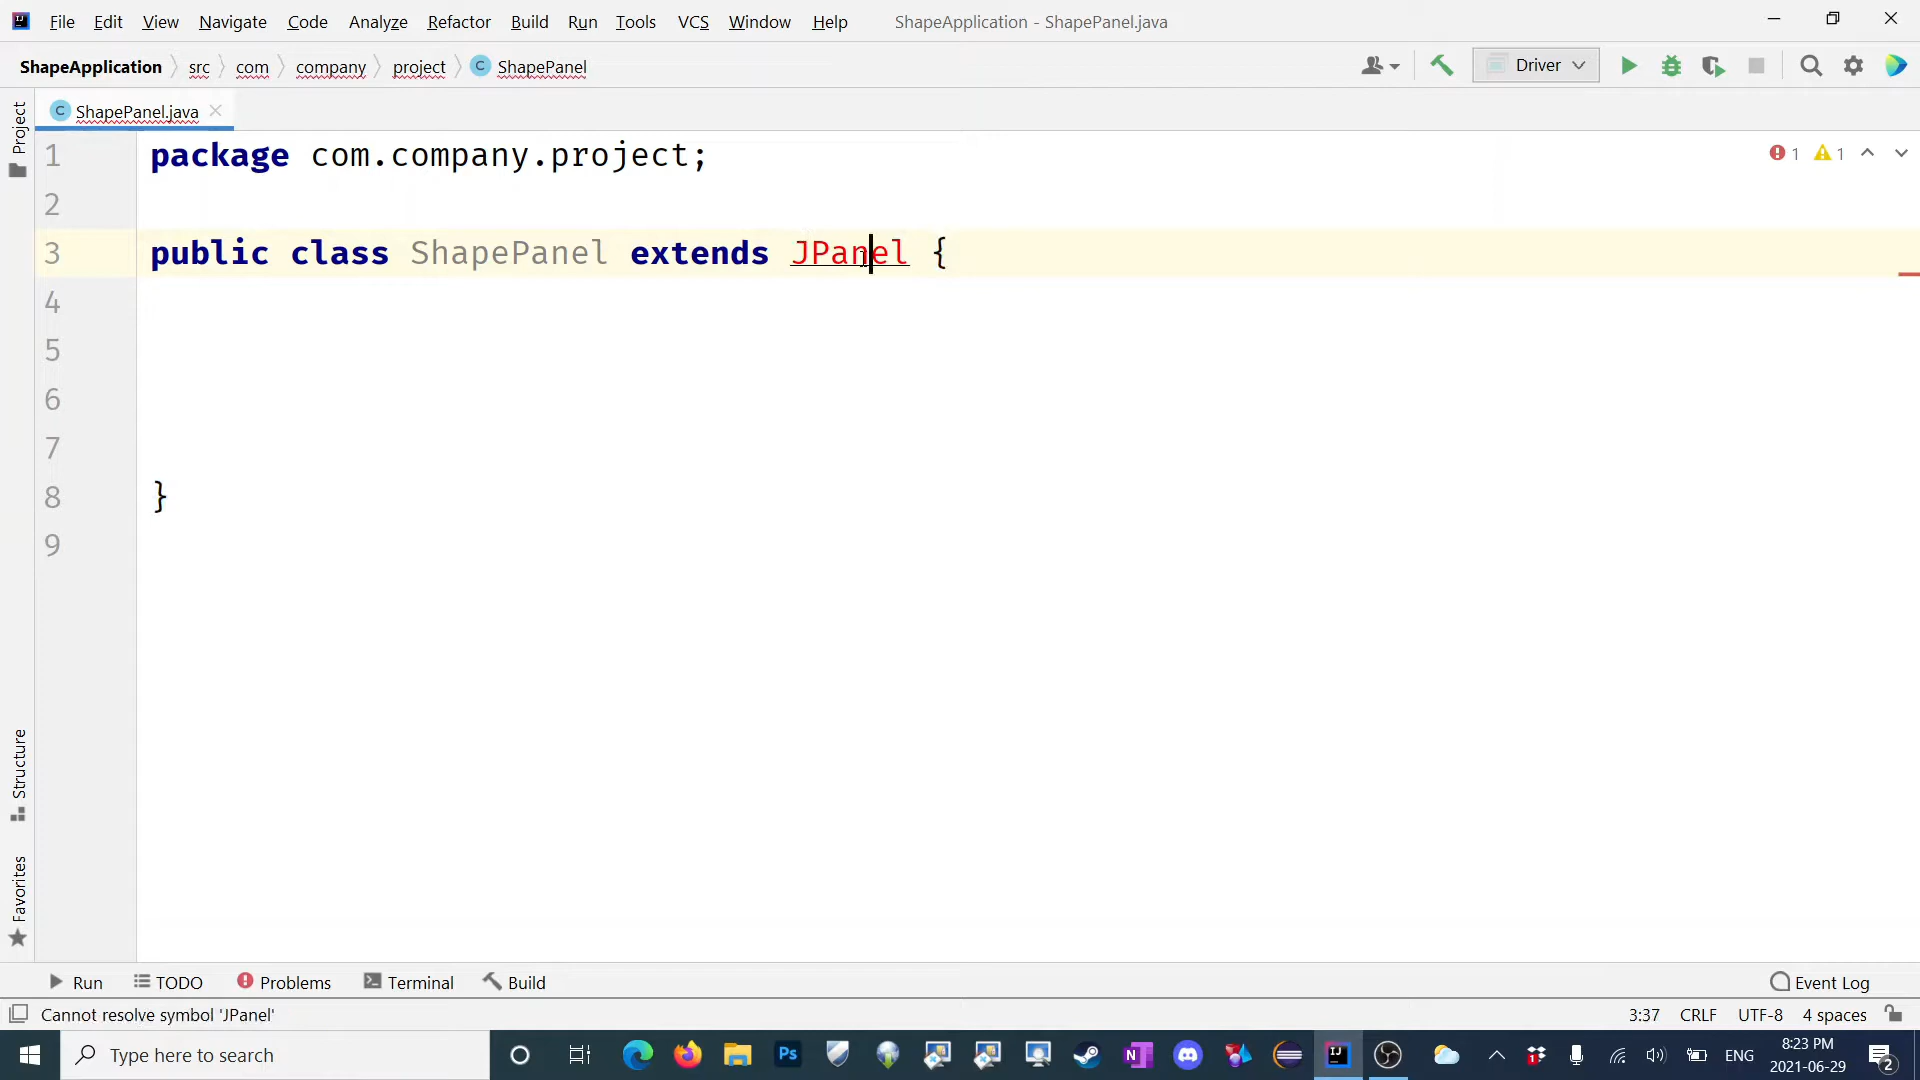 File Edit View Navigate Code Analyze Refactor Build Run Tools VCS Window Help ShapeApplication - ShapePanel.java
ShapeApplication src com company project C ShapePanel Driver
C ShapePanel.java
Project
1 package com.company.project;
1 1
2
3 public class ShapePanel extends JPanel {
4
5
6
7
8 }
9
Structure
Favorites
Run TODO Problems Terminal Build Event Log
Cannot resolve symbol 'JPanel' 3:37 CRLF UTF-8 4 spaces
Type here to search Ps N IJ 1 ENG 8:23 PM
2021-06-29 2